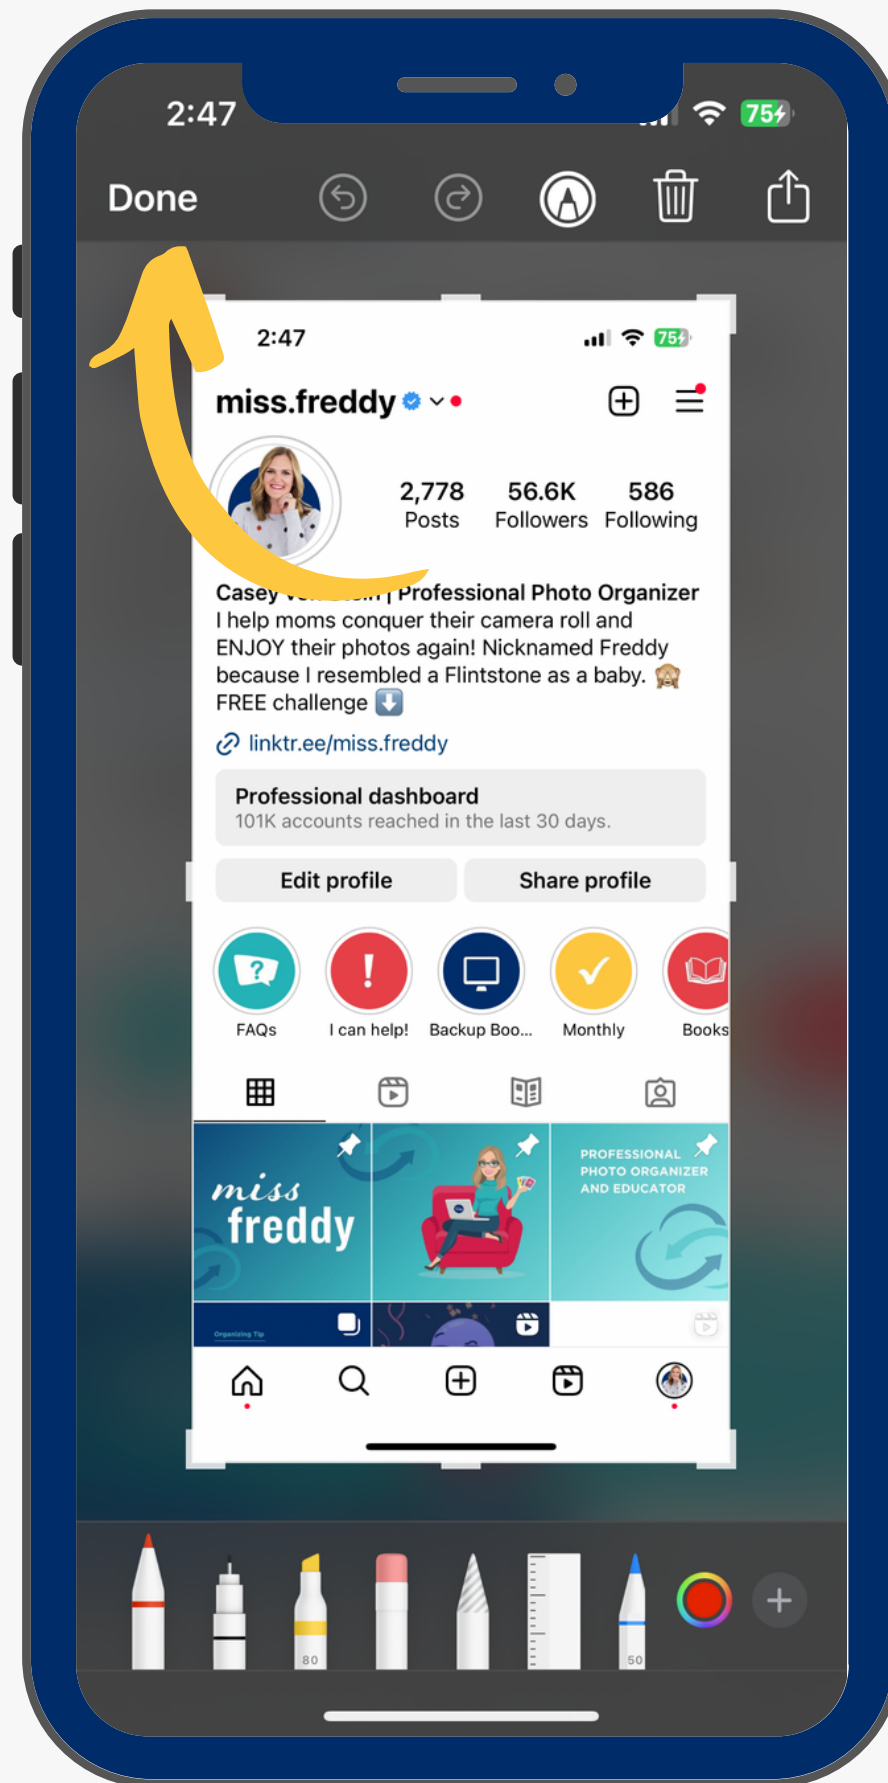 2:47
75
Done
2:47
75
miss.freddy
2,778 56.6K 586
Posts Followers Following
Casey | Professional Photo Organizer
I help moms conquer their camera roll and
ENJOY their photos again! Nicknamed Freddy
because I resembled a Flintstone as a baby. 🙈
FREE challenge ⬇️
linktr.ee/miss.freddy
Professional dashboard
101K accounts reached in the last 30 days.
Edit profile Share profile
FAQs I can help! Backup Boo... Monthly Books
miss
freddy
PROFESSIONAL
PHOTO ORGANIZER
AND EDUCATOR
Organizing Tip
80 50